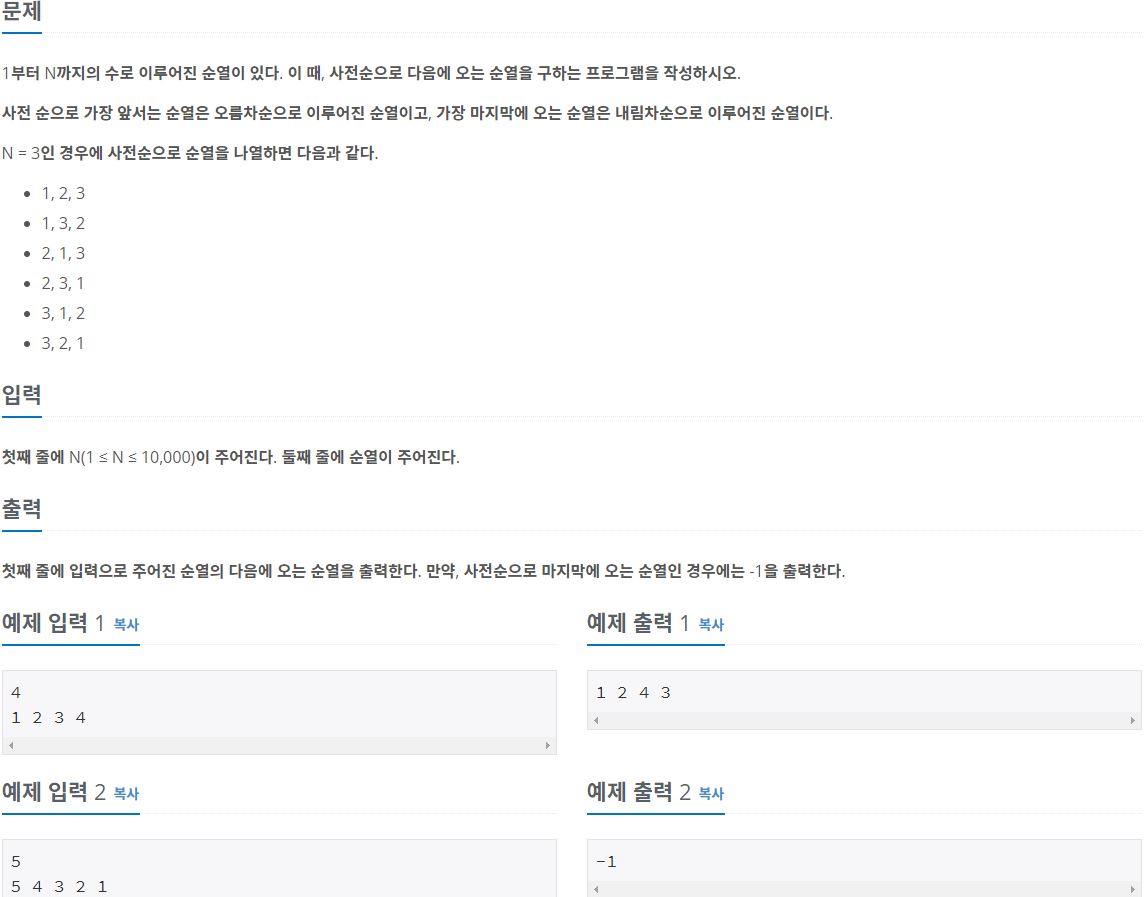 문제
1부터 N까지의 수로 이루어진 순열이 있다. 이 때, 사전순으로 다음에 오는 순열을 구하는 프로그램을 작성하시오.
사전 순으로 가장 앞서는 순열은 오름차순으로 이루어진 순열이고, 가장 마지막에 오는 순열은 내림차순으로 이루어진 순열이다.
N = 3인 경우에 사전순으로 순열을 나열하면 다음과 같다.
• 1, 2, 3
• 1, 3, 2
• 2, 1, 3
• 2, 3, 1
• 3, 1, 2
• 3, 2, 1
입력
첫째 줄에 N(1 ≤ N ≤ 10,000)이 주어진다. 둘째 줄에 순열이 주어진다.
출력
첫째 줄에 입력으로 주어진 순열의 다음에 오는 순열을 출력한다. 만약, 사전순으로 마지막에 오는 순열인 경우에는 -1을 출력한다.
예제 입력 1 복사
4
1 2 3 4
예제 출력 1 복사
1 2 4 3
예제 입력 2 복사
5
5 4 3 2 1
예제 출력 2 복사
-1